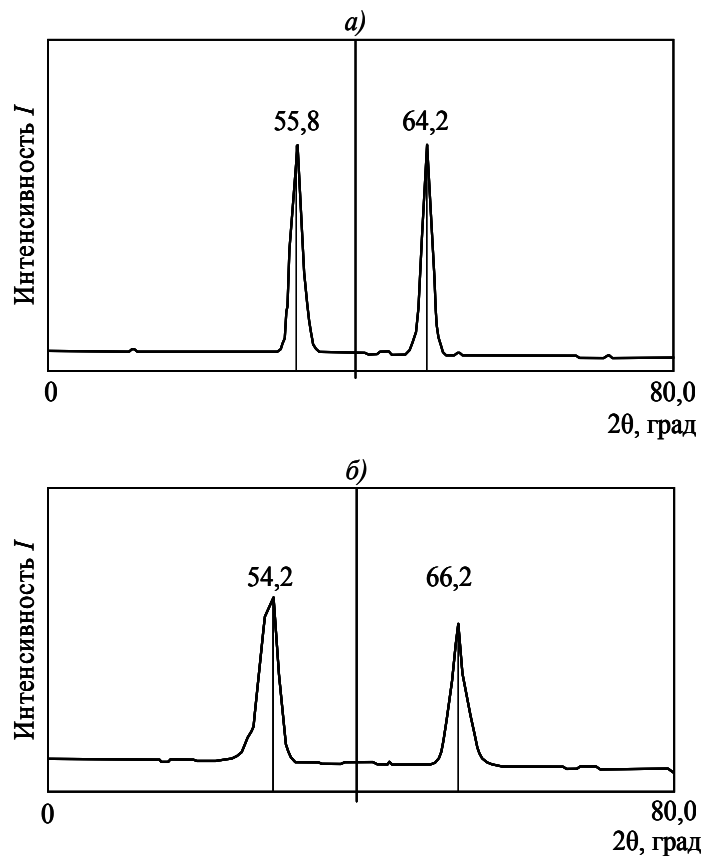 а)
Интенсивность I
55,8
64,2
0
80,0
2θ, град
б)
Интенсивность I
54,2
66,2
0
80,0
2θ, град